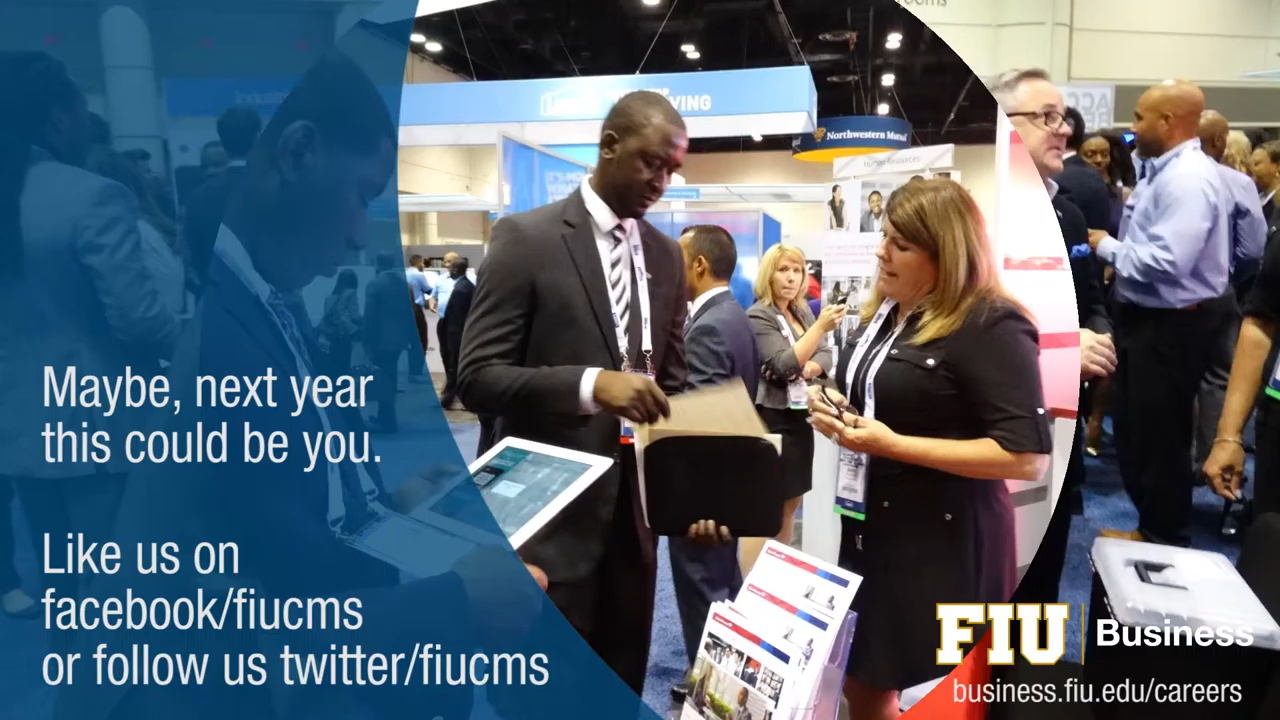 Maybe, next year
this could be you.
Like us on
facebook/fiucms
or follow us twitter/fiucms
Northwestern Mutual
Human Resources
FIU Business
business.fiu.edu/careers